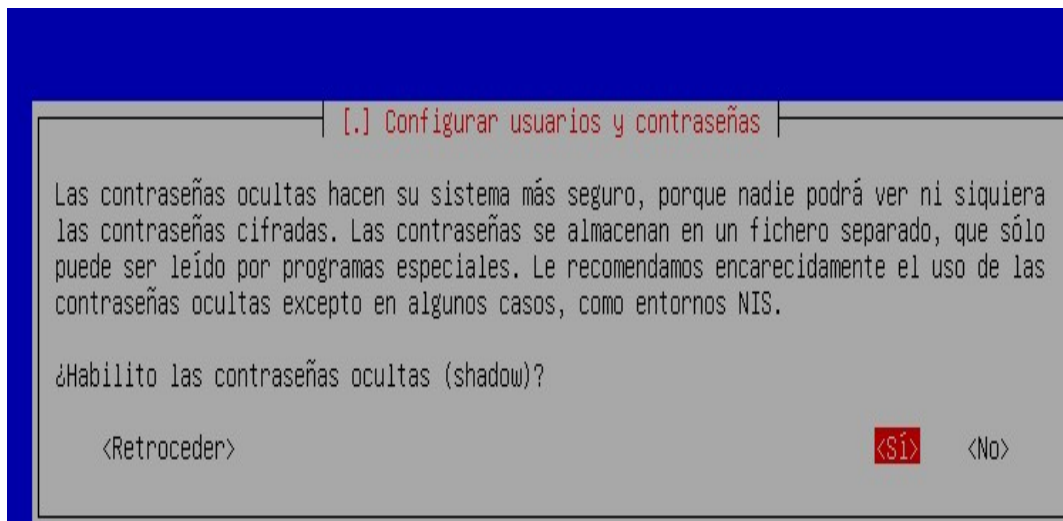 [.] Configurar usuarios y contraseñas
Las contraseñas ocultas hacen su sistema más seguro, porque nadie podrá ver ni siquiera
las contraseñas cifradas. Las contraseñas se almacenan en un fichero separado, que sólo
puede ser leído por programas especiales. Le recomendamos encarecidamente el uso de las
contraseñas ocultas excepto en algunos casos, como entornos NIS.
¿Habilito las contraseñas ocultas (shadow)?
<Retroceder> <Sí> <No>